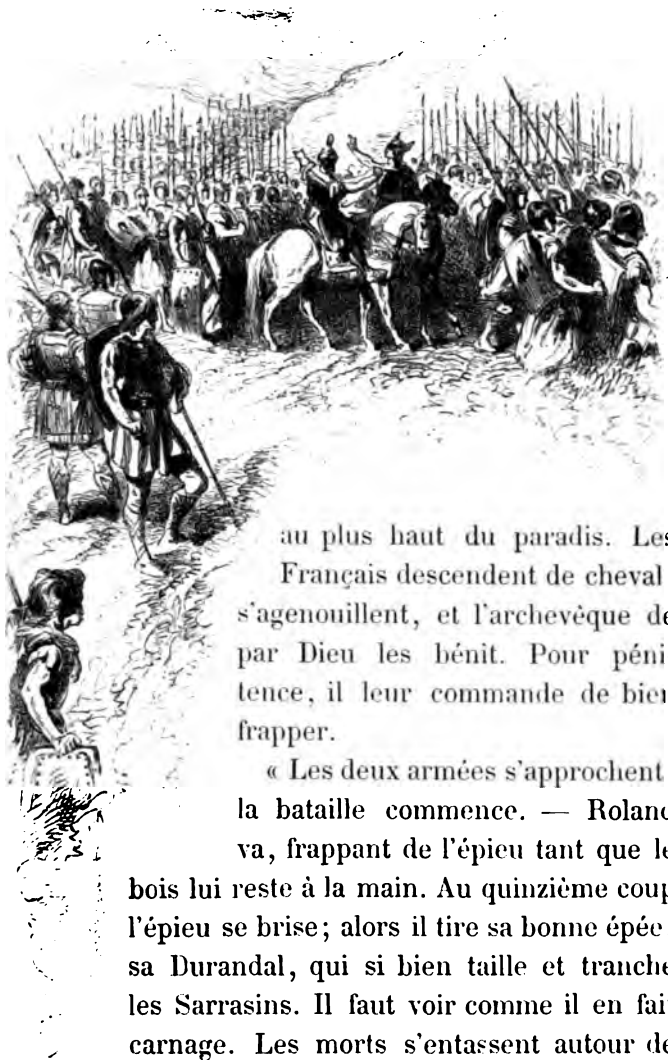 au plus haut du paradis. Les
Français descendent de cheval
s'agenouillent, et l'archevêque de
par Dieu les bénit. Pour péni
tence, il leur commande de bien
frapper.
« Les deux armées s'approchent
la bataille commence. — Roland
va, frappant de l'épieu tant que le
bois lui reste à la main. Au quinzième coup
l'épieu se brise; alors il tire sa bonne épée
sa Durandal, qui si bien taille et tranche
les Sarrasins. Il faut voir comme il en fait
carnage. Les morts s'entassent autour de